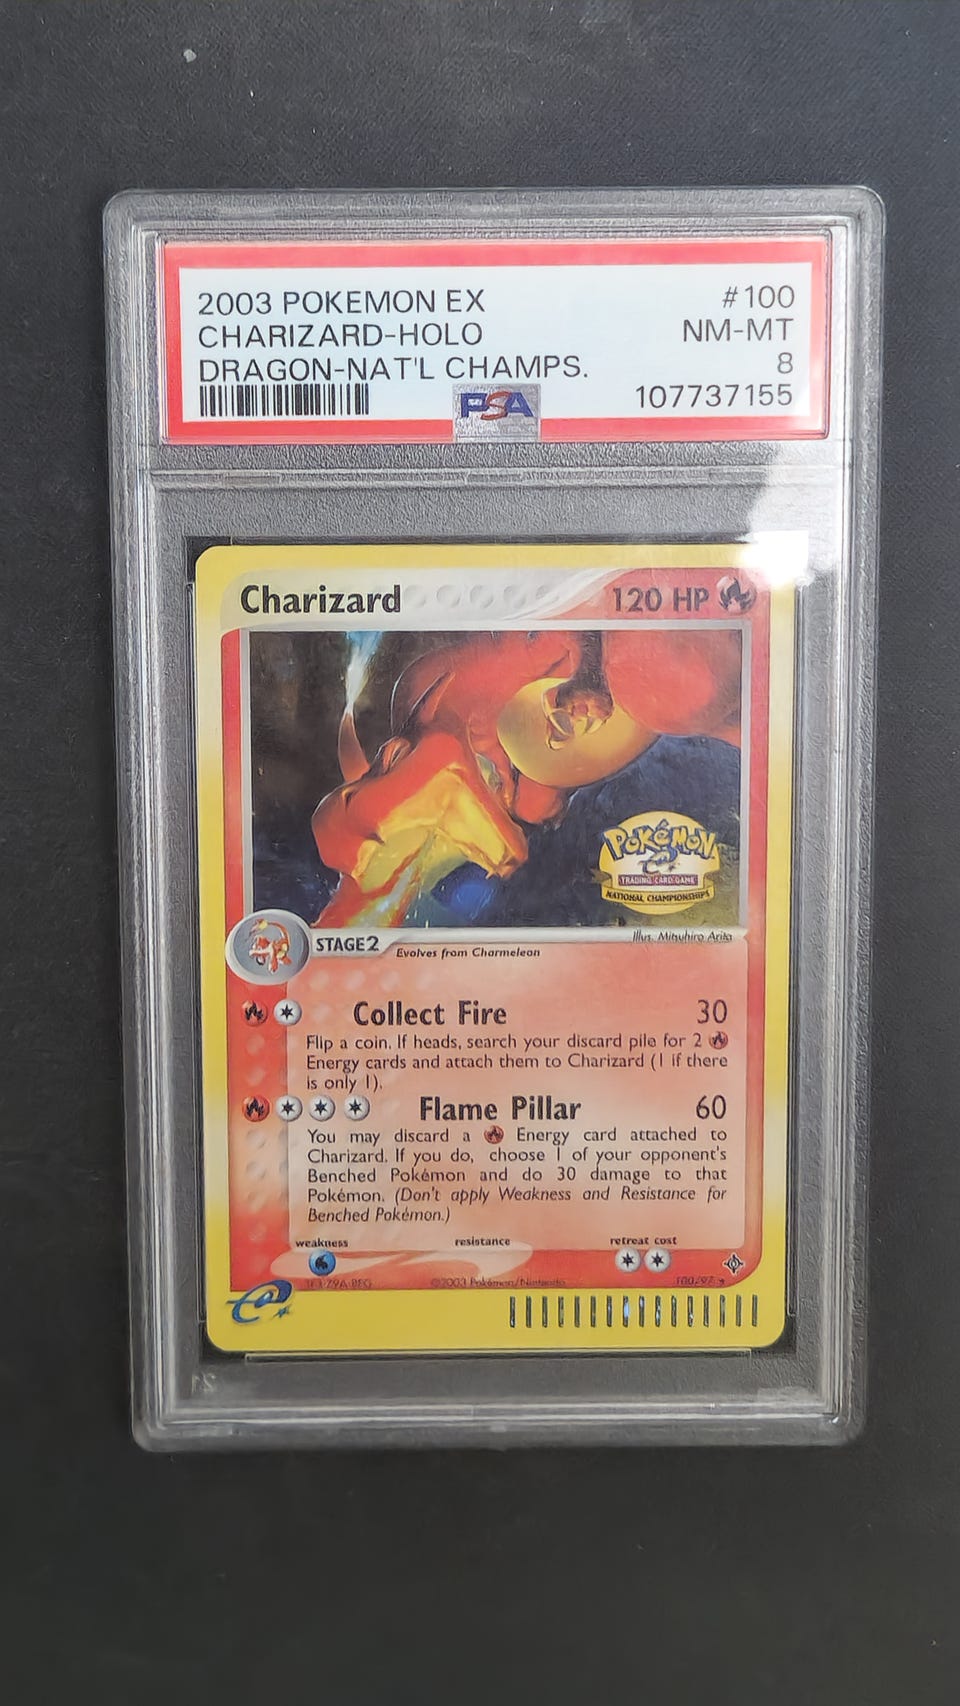 2003 POKEMON EX #100
CHARIZARD-HOLO NM-MT
DRAGON-NAT'L CHAMPS. 8
PSA 107737155
Charizard 120 HP
POKéMON
e
TRADING CARD GAME
NATIONAL CHAMPIONSHIPS
STAGE2 Illus. Mitsuhiro Arita
Evolves from Charmeleon
Collect Fire 30
Flip a coin. If heads, search your discard pile for 2
Energy cards and attach them to Charizard (1 if there
is only 1).
Flame Pillar 60
You may discard a Energy card attached to
Charizard. If you do, choose 1 of your opponent's
Benched Pokémon and do 30 damage to that
Pokémon. (Don't apply Weakness and Resistance for
Benched Pokémon.)
weakness resistance retreat cost
©2003 Pokémon/Nintendo 100/97
e